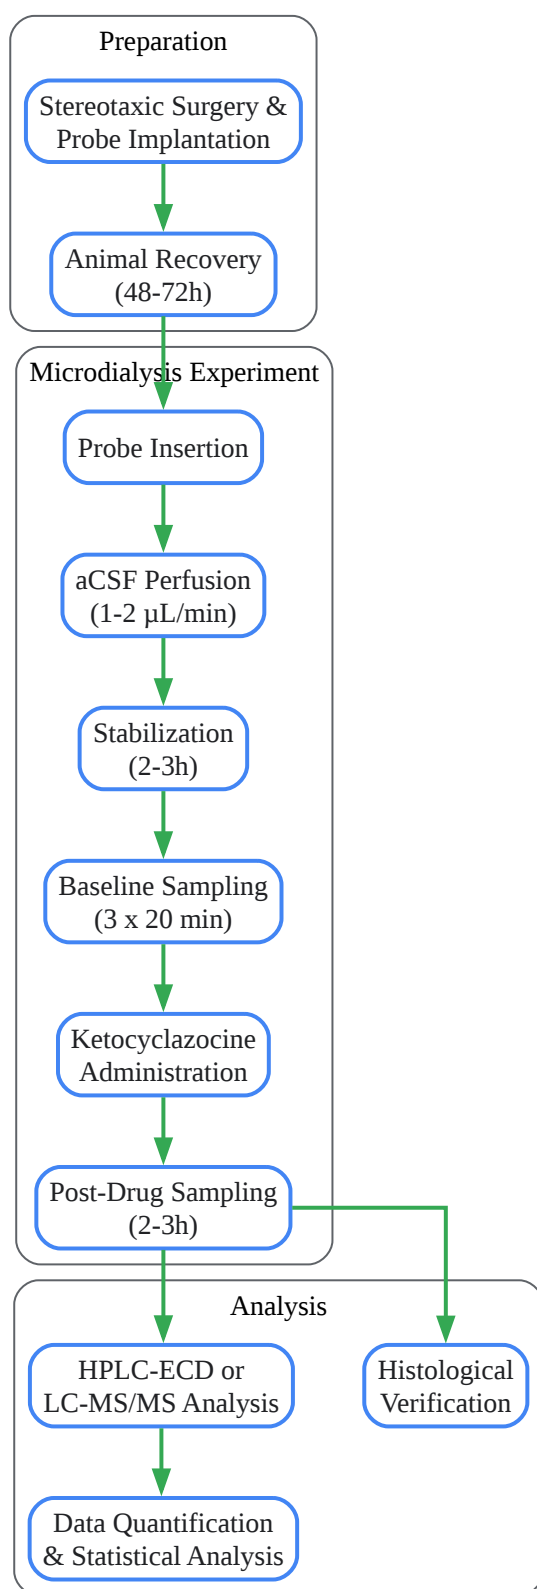 Preparation
Stereotaxic Surgery &
Probe Implantation
Animal Recovery
(48-72h)
Microdialysis Experiment
Probe Insertion
aCSF Perfusion
(1-2 µL/min)
Stabilization
(2-3h)
Baseline Sampling
(3 x 20 min)
Ketocyclazocine
Administration
Post-Drug Sampling
(2-3h)
Analysis
HPLC-ECD or
LC-MS/MS Analysis
Histological
Verification
Data Quantification
& Statistical Analysis